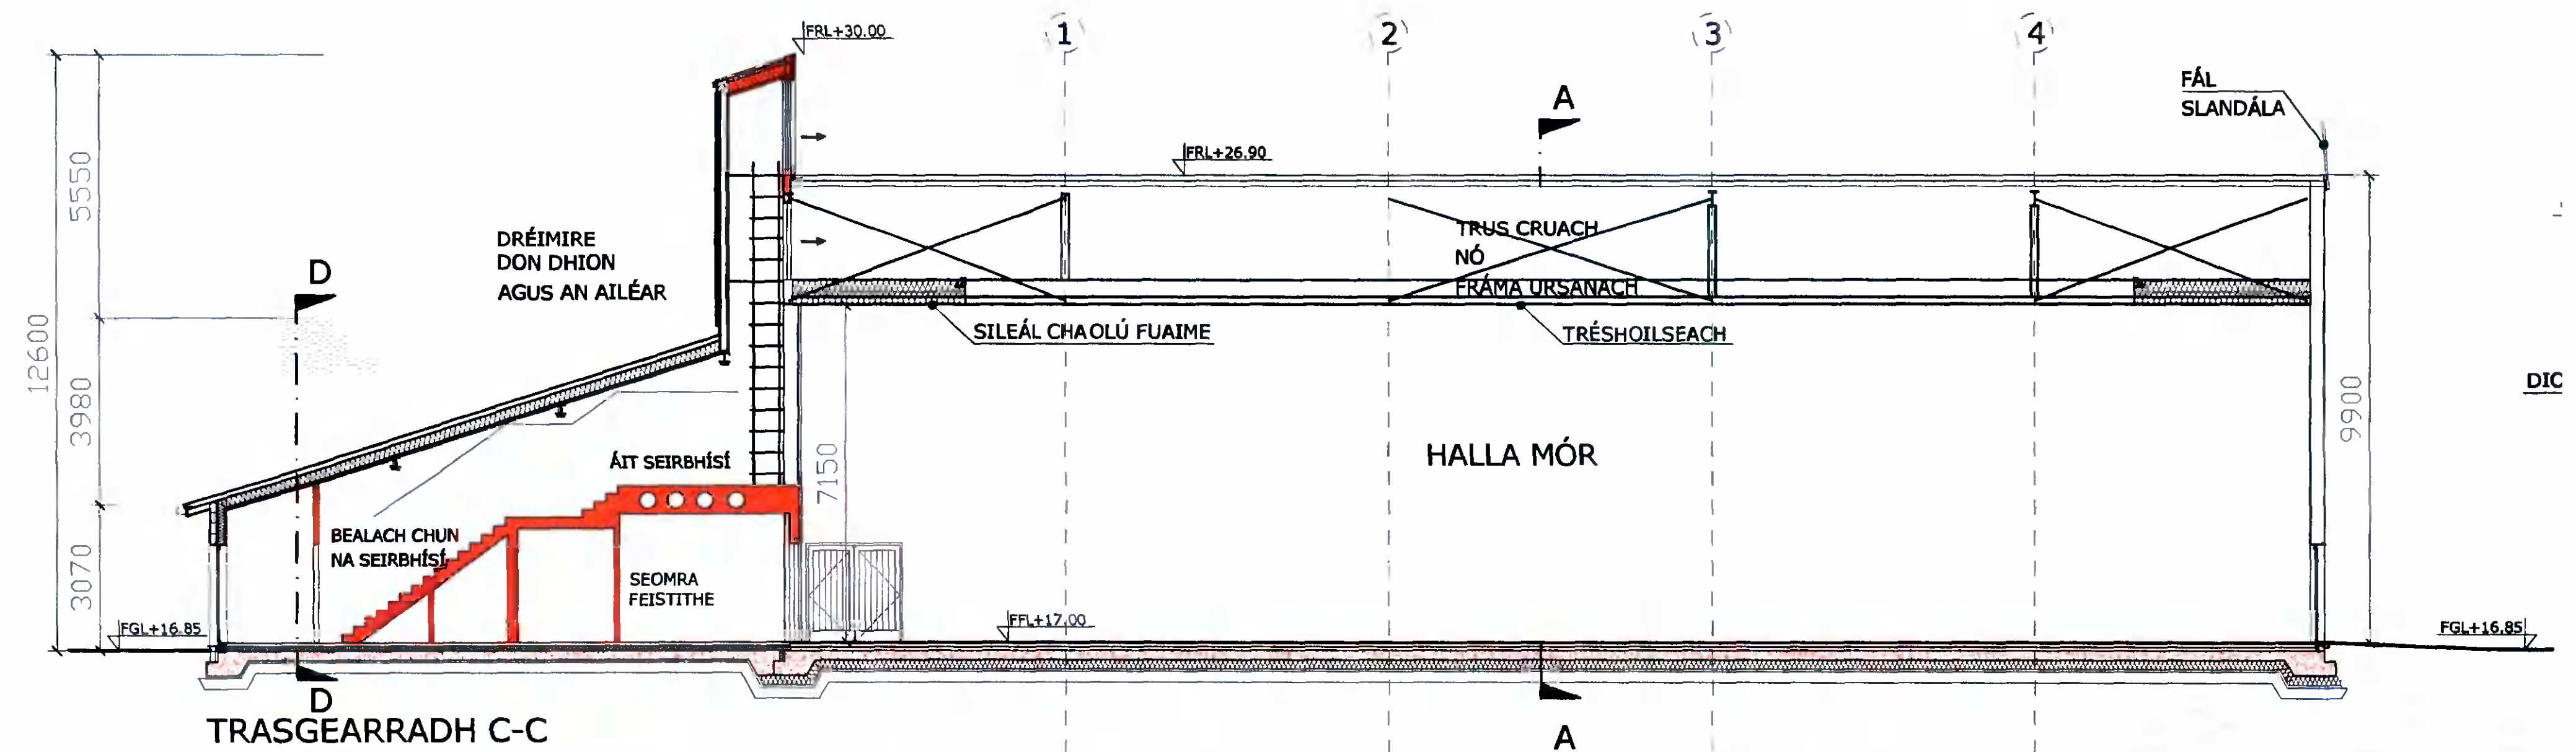 FRL+30.00
1
2
3
4
A
FÁL
SLANDÁLA
FRL+26.90
5550
DRÉIMIRE
DON DHION
AGUS AN AILÉAR
TRUS CRUACH
NÓ
FRÁMA URSANACH
D
12600
SILEÁL CHAOLÚ FUAIME
TRÉSHOILSEACH
3980
9900
DIC
ÁIT SEIRBHÍSÍ
7150
HALLA MÓR
BEALACH CHUN
NA SEIRBHÍSÍ
3070
SEOMRA
FEISTITHE
FGL+16.85
FFL+17.00
FGL+16.85
D
A
TRASGEARRADH C-C